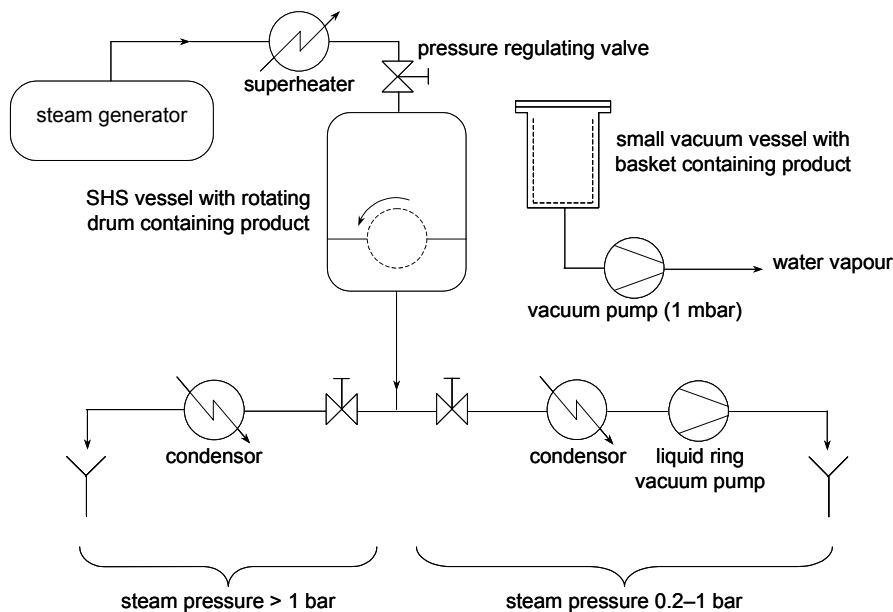 pressure regulating valve
superheater
steam generator
small vacuum vessel with
basket containing product
SHS vessel with rotating
drum containing product
water vapour
vacuum pump (1 mbar)
condensor
condensor
liquid ring
vacuum pump
steam pressure > 1 bar
steam pressure 0.2–1 bar